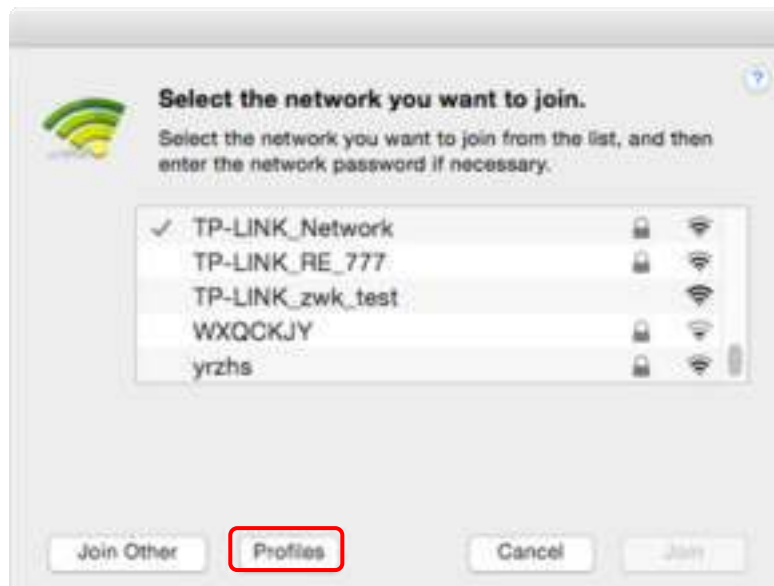 ?
Select the network you want to join.
Select the network you want to join from the list, and then
enter the network password if necessary.
✓ TP-LINK_Network
TP-LINK_RE_777
TP-LINK_zwk_test
WXQCKJY
yrzhs
Join Other Profiles Cancel Join